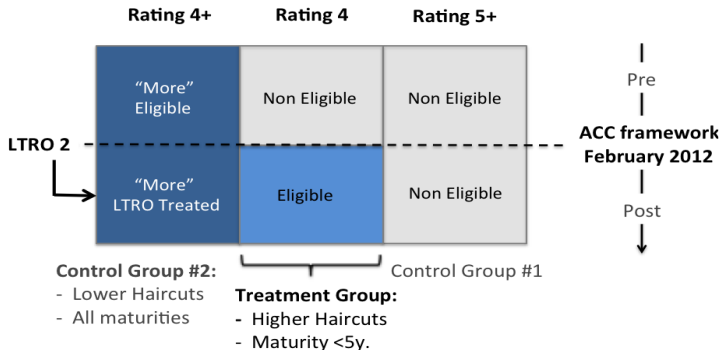 Rating 4+ Rating 4 Rating 5+
“More”
Eligible
Non Eligible
Non Eligible
Pre
LTRO 2
ACC framework
February 2012
“More”
LTRO Treated
Eligible
Non Eligible
Post
Control Group #2:
- Lower Haircuts
- All maturities
Treatment Group:
- Higher Haircuts
- Maturity <5y.
Control Group #1